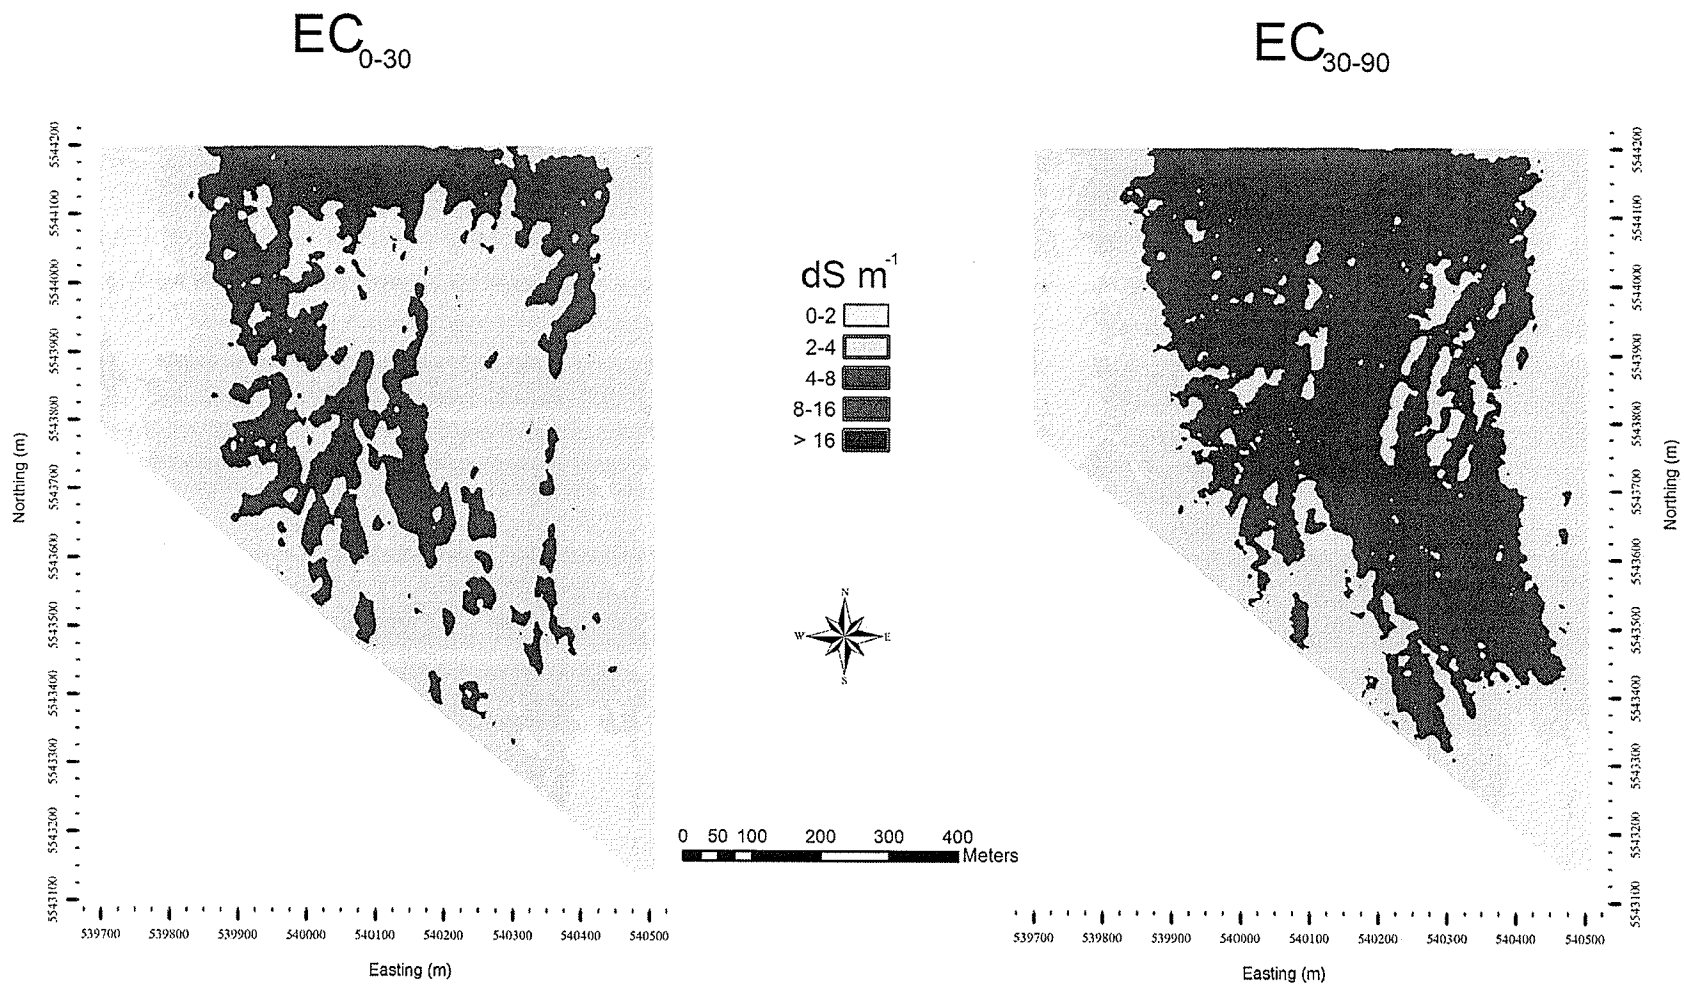 EC0-30
EC30-90
5544200
5544100
5544000
5543900
5543800
5543700
5543600
5543500
5543400
5543300
5543200
5543100
Northing (m)
539700 539800 539900 540000 540100 540200 540300 540400 540500
Easting (m)
dS m-1
0-2
2-4
4-8
8-16
> 16
N
W E
S
0 50 100 200 300 400
Meters
5544200
5544100
5544000
5543900
5543800
5543700
5543600
5543500
5543400
5543300
5543200
5543100
Northing (m)
539700 539800 539900 540000 540100 540200 540300 540400 540500
Easting (m)